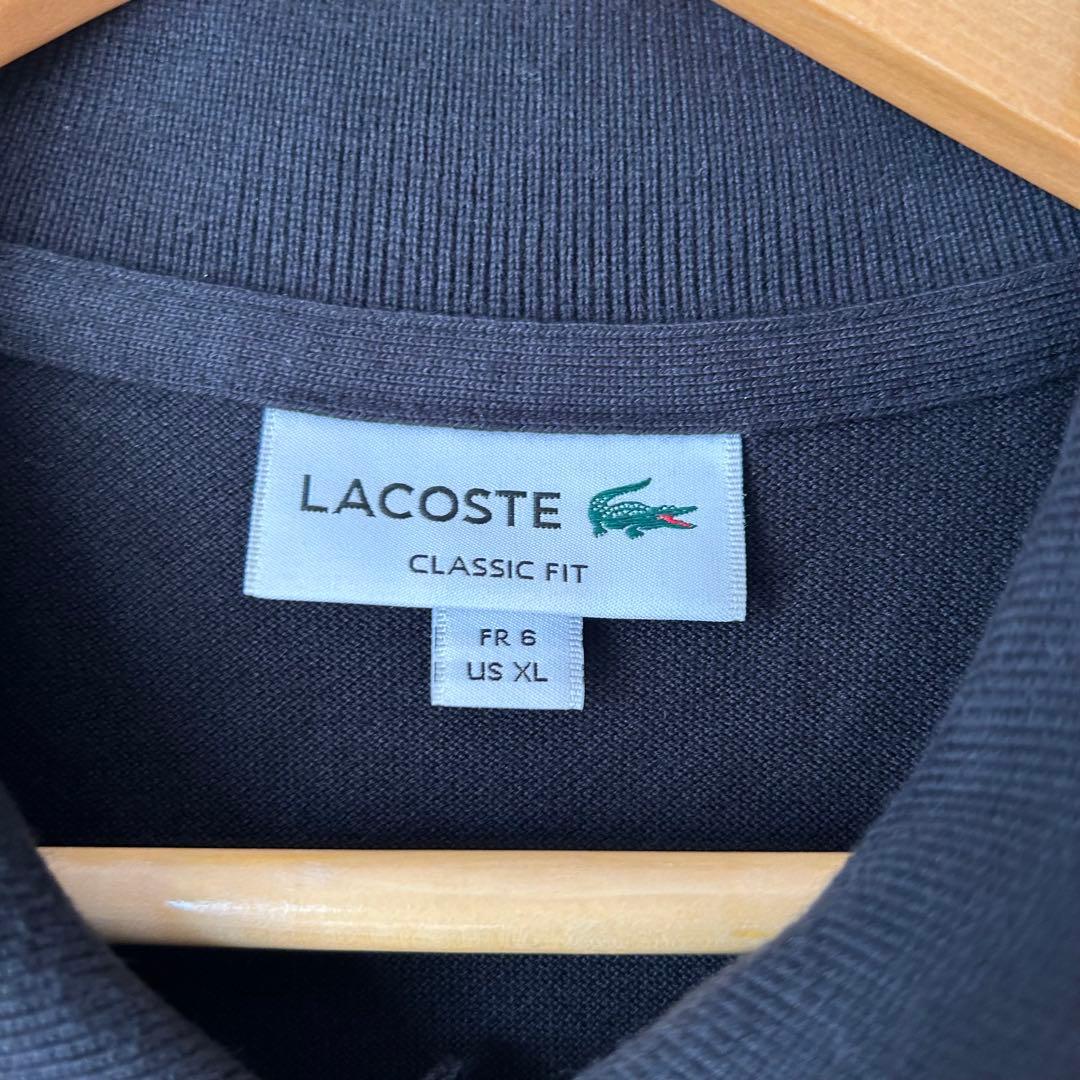 LACOSTE
CLASSIC FIT
FR 6
US XL